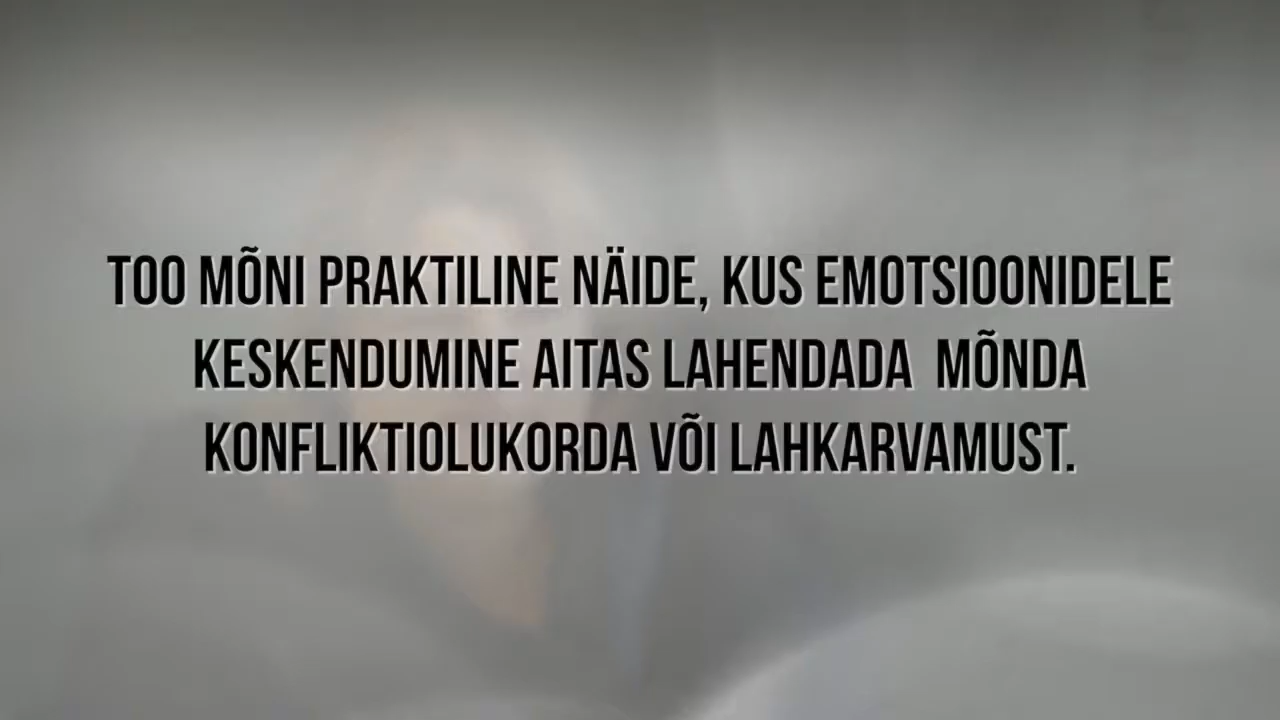 TOO MÕNI PRAKTILINE NÄIDE, KUS EMOTSIOONIDELE
KESKENDUMINE AITAS LAHENDADA MÕNDA
KONFLIKTIOLUKORDA VÕI LAHKARVAMUST.